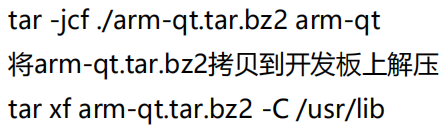 tar -jcf ./arm-qt.tar.bz2 arm-qt
将arm-qt.tar.bz2拷贝到开发板上解压
tar xf arm-qt.tar.bz2 -C /usr/lib